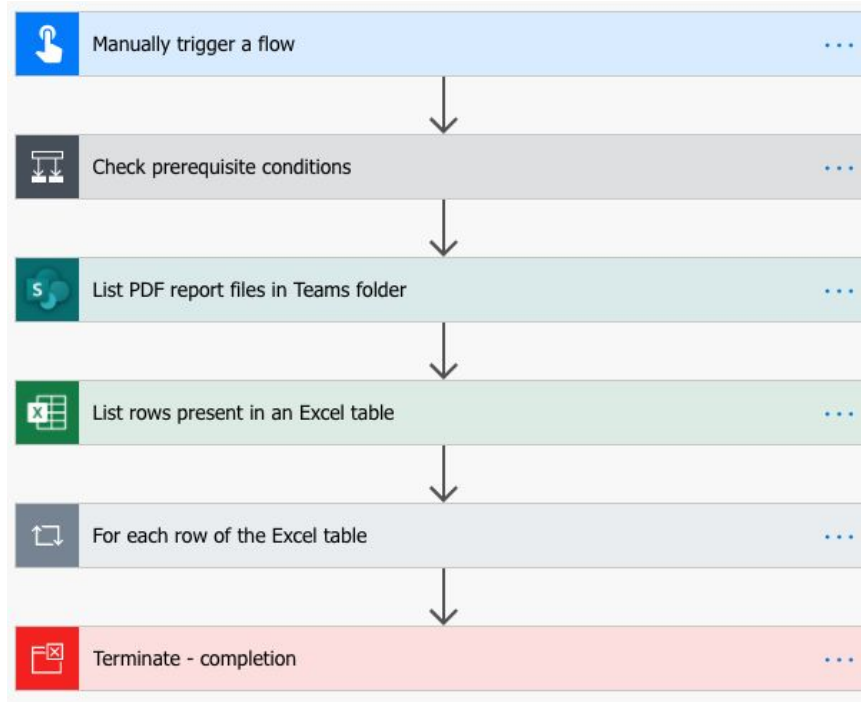 Manually trigger a flow
Check prerequisite conditions
List PDF report files in Teams folder
List rows present in an Excel table
For each row of the Excel table
Terminate - completion